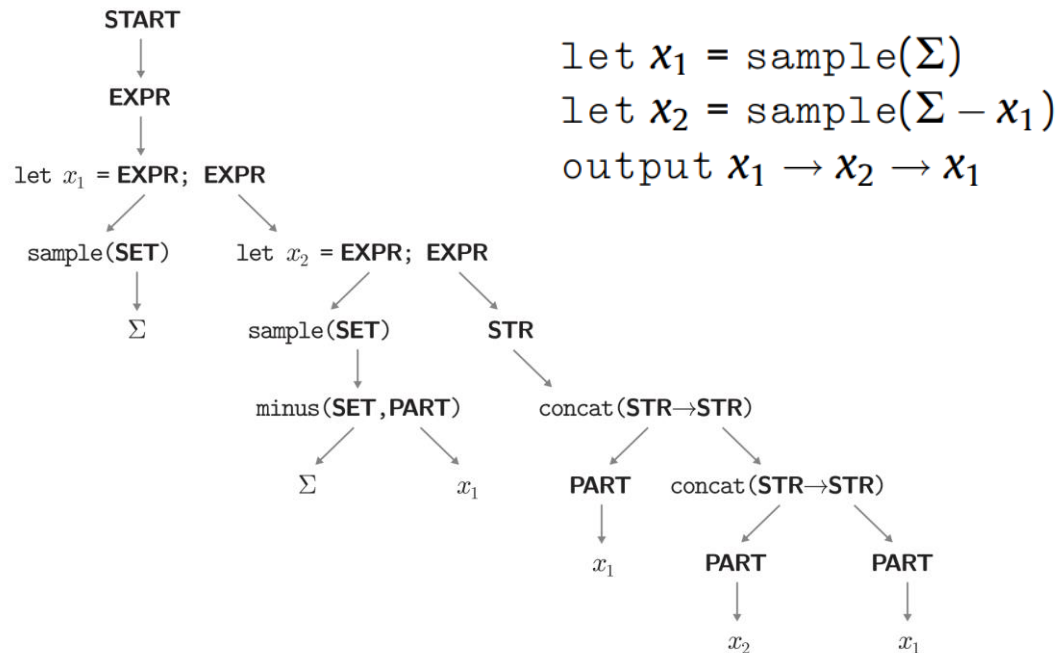 START
let x₁ = sample(Σ)
let x₂ = sample(Σ − x₁)
output x₁ → x₂ → x₁
EXPR
let x₁ = EXPR; EXPR
sample(SET) let x₂ = EXPR; EXPR
Σ sample(SET) STR
minus(SET,PART) concat(STR→STR)
Σ x₁ PART concat(STR→STR)
x₁ PART PART
x₂ x₁